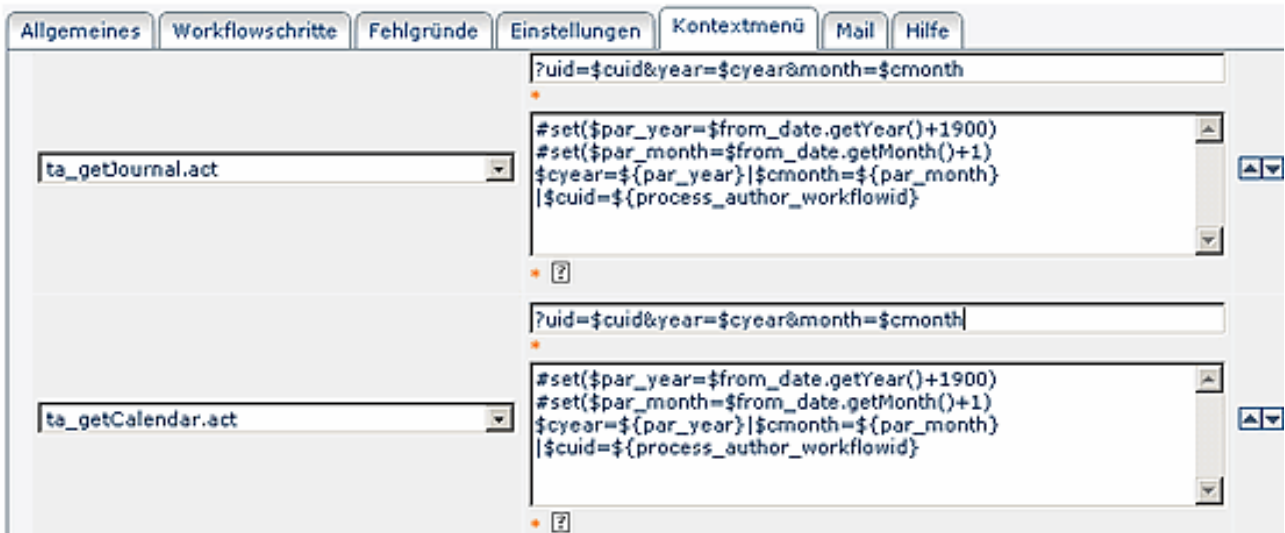 Allgemeines Workflowschritte Fehlgründe Einstellungen Kontextmenü Mail Hilfe
?uid=$cuid&year=$cyear&month=$cmonth
*
ta_getJournal.act
#set($par_year=$from_date.getYear()+1900)
#set($par_month=$from_date.getMonth()+1)
$cyear=${par_year}|$cmonth=${par_month}
|$cuid=${process_author_workflowid}
* ?
?uid=$cuid&year=$cyear&month=$cmonth
*
ta_getCalendar.act
#set($par_year=$from_date.getYear()+1900)
#set($par_month=$from_date.getMonth()+1)
$cyear=${par_year}|$cmonth=${par_month}
|$cuid=${process_author_workflowid}
* ?